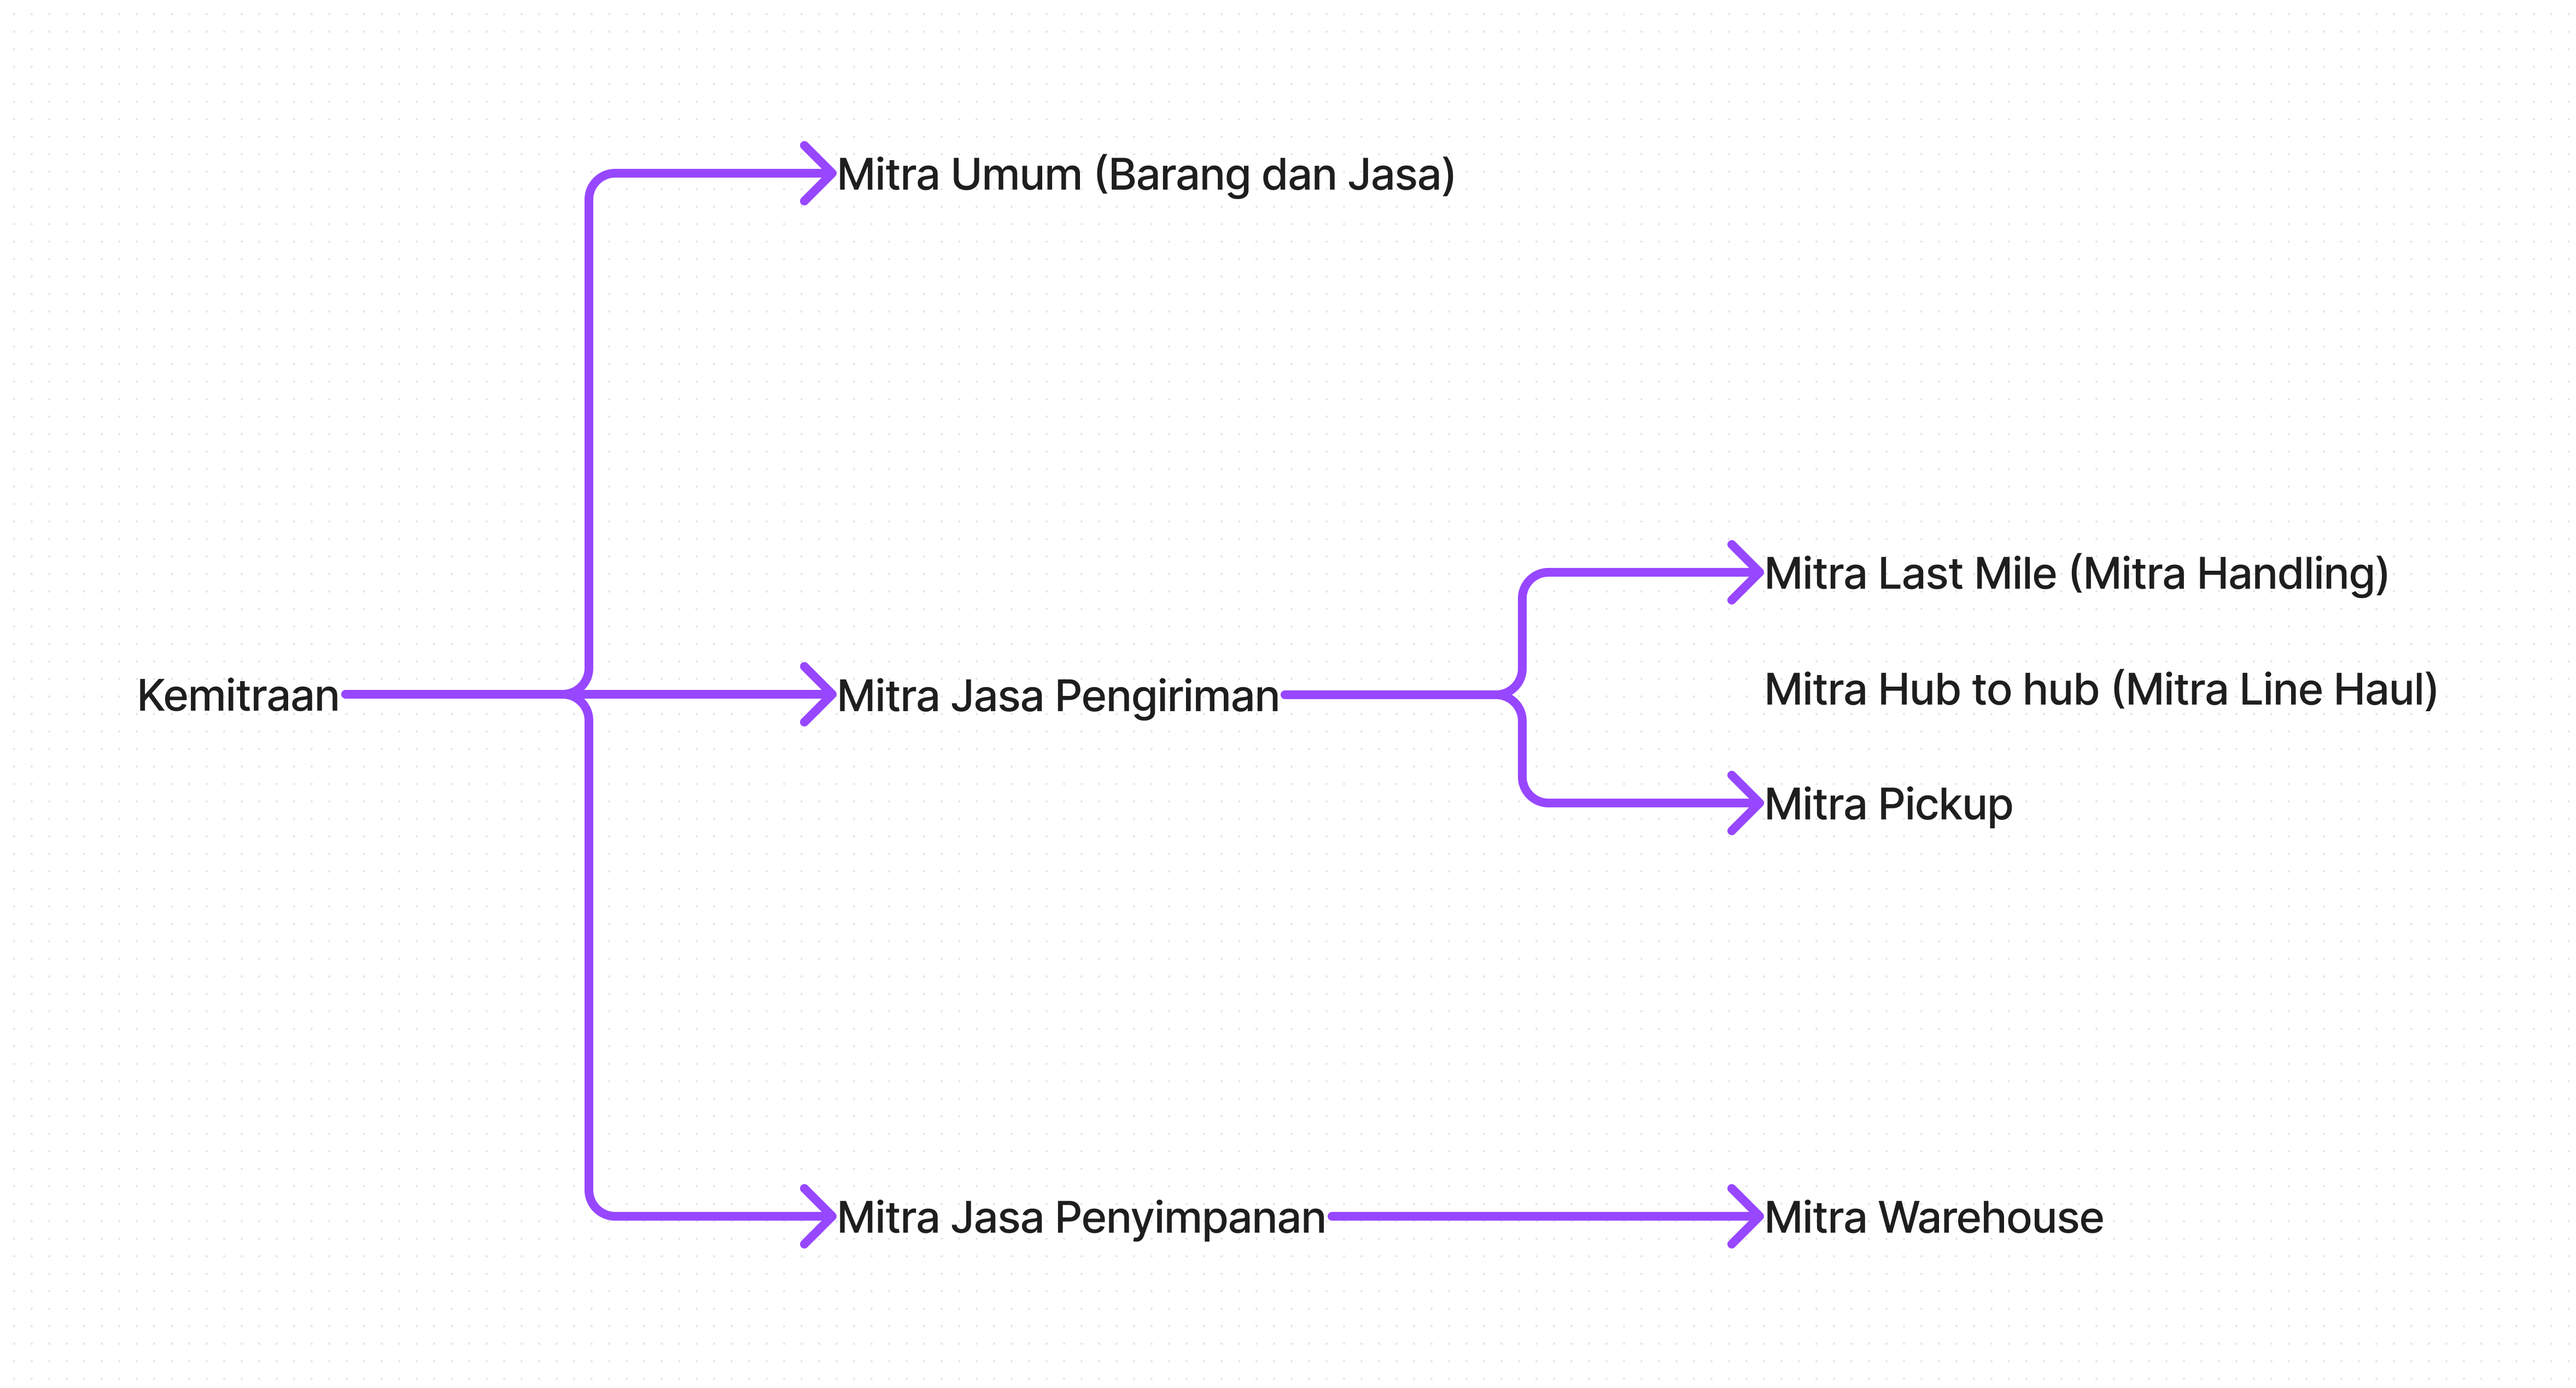 Mitra Umum (Barang dan Jasa)
Mitra Last Mile (Mitra Handling)
Kemitraan
Mitra Jasa Pengiriman
Mitra Hub to hub (Mitra Line Haul)
Mitra Pickup
Mitra Jasa Penyimpanan
Mitra Warehouse